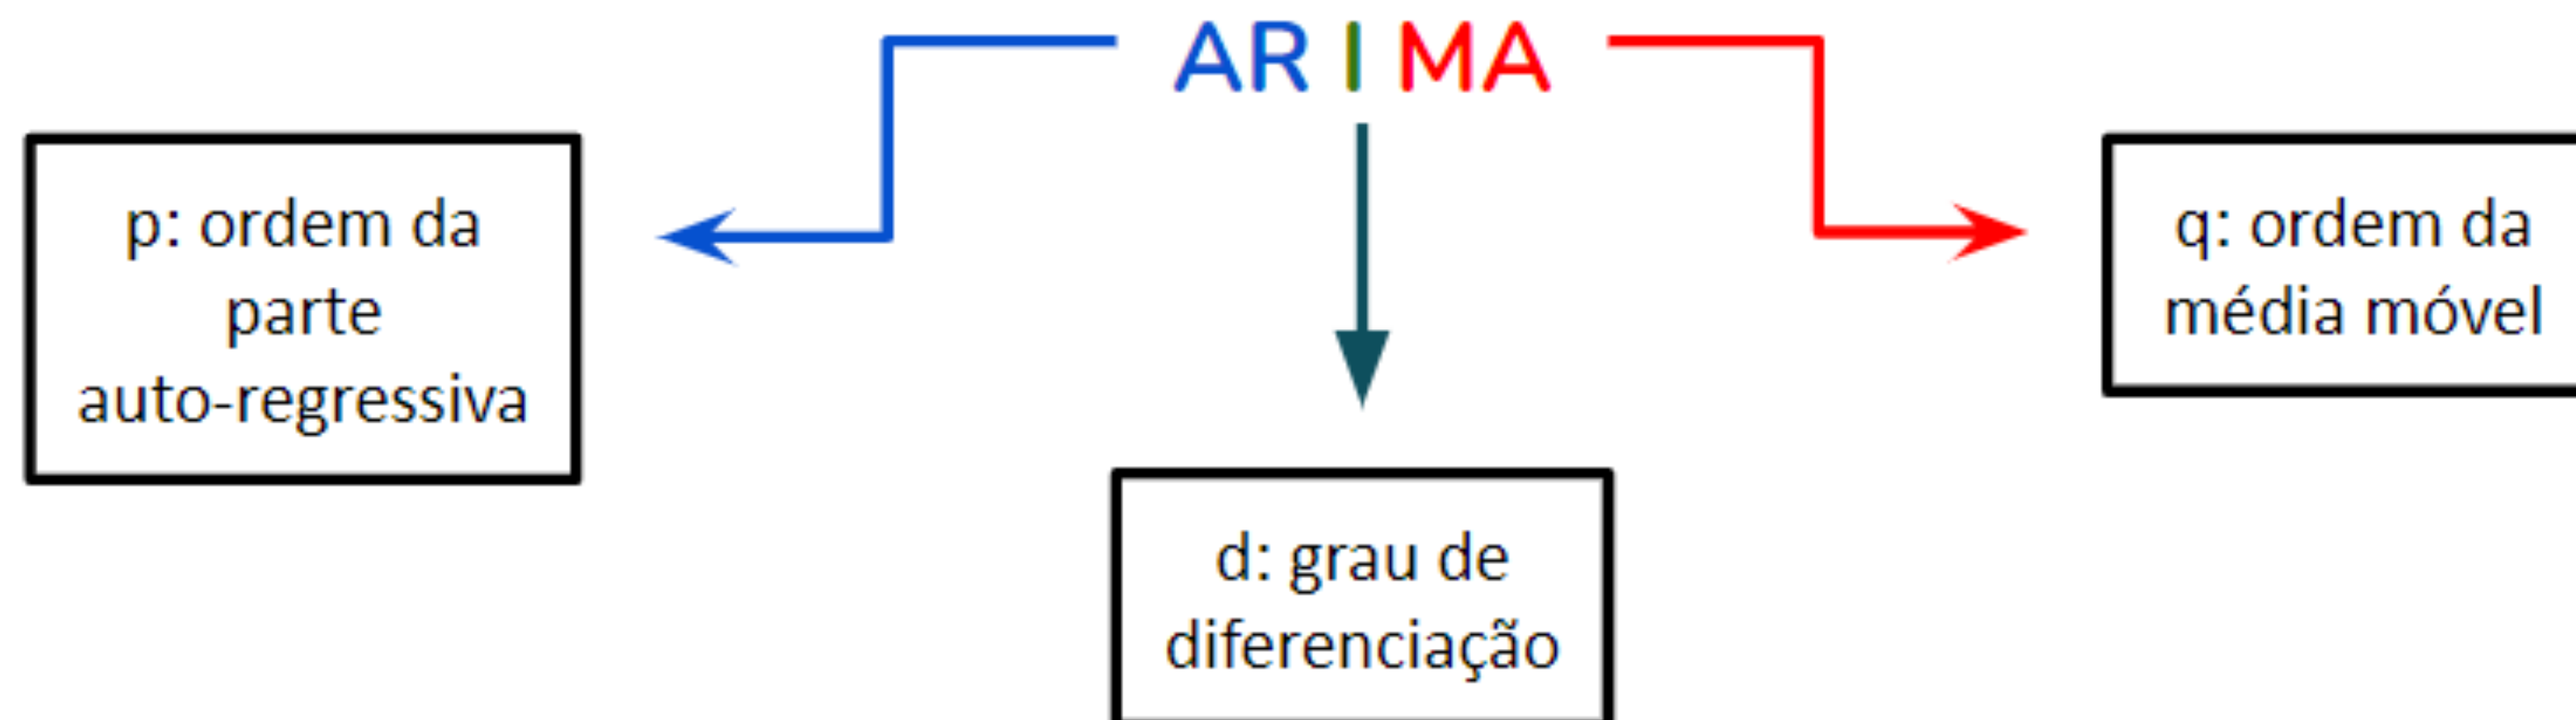 AR I MA
p: ordem da
parte
auto-regressiva
q: ordem da
média móvel
d: grau de
diferenciação